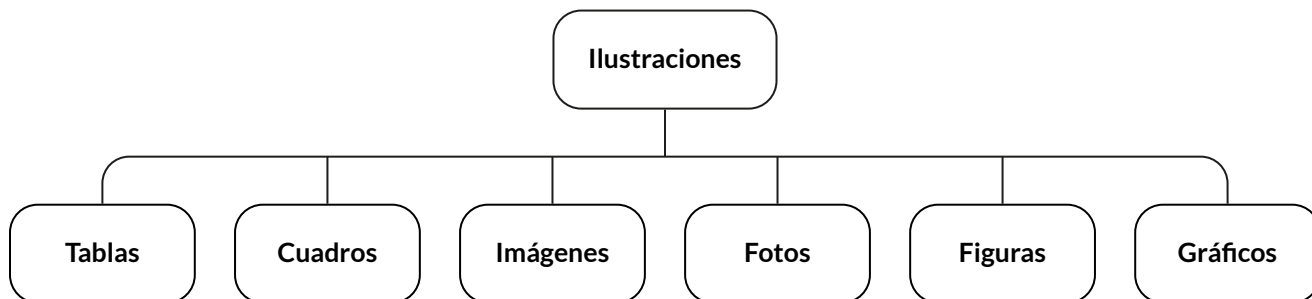 Ilustraciones
Tablas
Cuadros
Imágenes
Fotos
Figuras
Gráficos